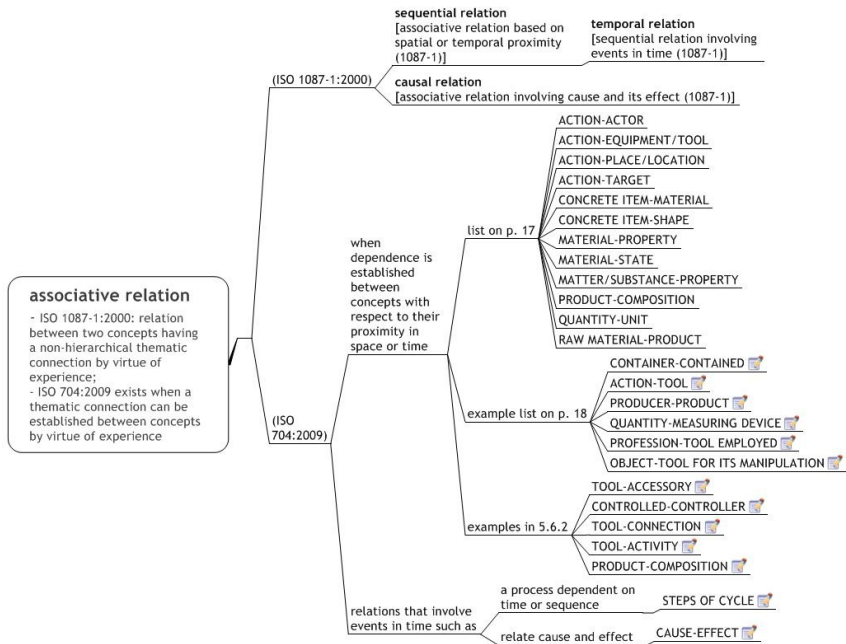 associative relation
- ISO 1087-1:2000: relation
between two concepts having
a non-hierarchical thematic
connection by virtue of
experience;
- ISO 704:2009 exists when a
thematic connection can be
established between concepts
by virtue of experience
(ISO 1087-1:2000)
sequential relation
[associative relation based on
spatial or temporal proximity
(1087-1)]
temporal relation
[sequential relation involving
events in time (1087-1)]
causal relation
[associative relation involving cause and its effect (1087-1)]
(ISO
704:2009)
when
dependence is
established
between
concepts with
respect to their
proximity in
space or time
list on p. 17
ACTION-ACTOR
ACTION-EQUIPMENT/TOOL
ACTION-PLACE/LOCATION
ACTION-TARGET
CONCRETE ITEM-MATERIAL
CONCRETE ITEM-SHAPE
MATERIAL-PROPERTY
MATERIAL-STATE
MATTER/SUBSTANCE-PROPERTY
PRODUCT-COMPOSITION
QUANTITY-UNIT
RAW MATERIAL-PRODUCT
example list on p. 18
CONTAINER-CONTAINED
ACTION-TOOL
PRODUCER-PRODUCT
QUANTITY-MEASURING DEVICE
PROFESSION-TOOL EMPLOYED
OBJECT-TOOL FOR ITS MANIPULATION
examples in 5.6.2
TOOL-ACCESSORY
CONTROLLED-CONTROLLER
TOOL-CONNECTION
TOOL-ACTIVITY
PRODUCT-COMPOSITION
relations that involve
events in time such as
a process dependent on
time or sequence
STEPS OF CYCLE
relate cause and effect
CAUSE-EFFECT